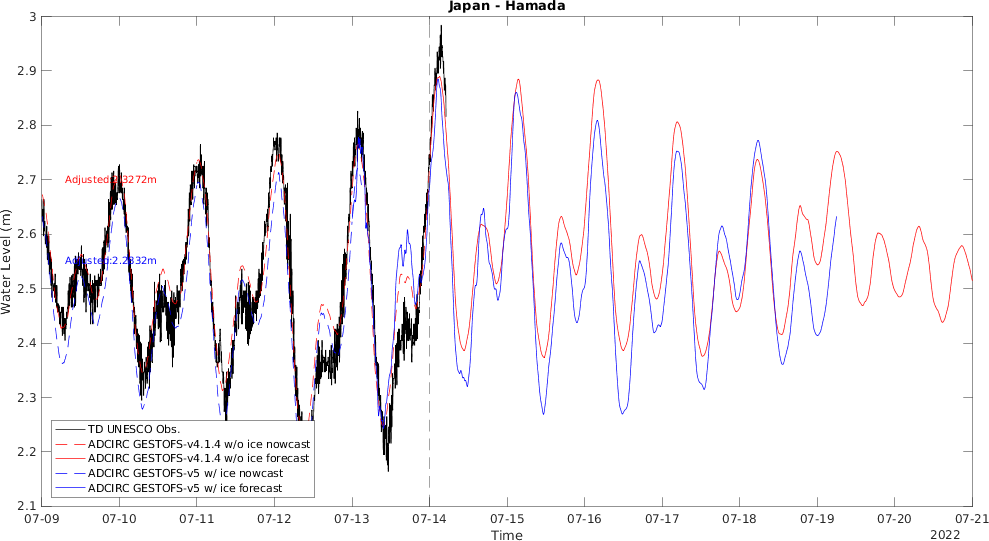 Japan - Hamada
Water Level (m)
3
2.9
2.8
2.7
2.6
2.5
2.4
2.3
2.2
2.1
TD UNESCO Obs.
ADCIRC GESTOFS-v4.1.4 w/o ice nowcast
ADCIRC GESTOFS-v4.1.4 w/o ice forecast
ADCIRC GESTOFS-v5 w/ ice nowcast
ADCIRC GESTOFS-v5 w/ ice forecast
07-09 07-10 07-11 07-12 07-13 07-14 07-15 07-16 07-17 07-18 07-19 07-20 07-21
Time
2022